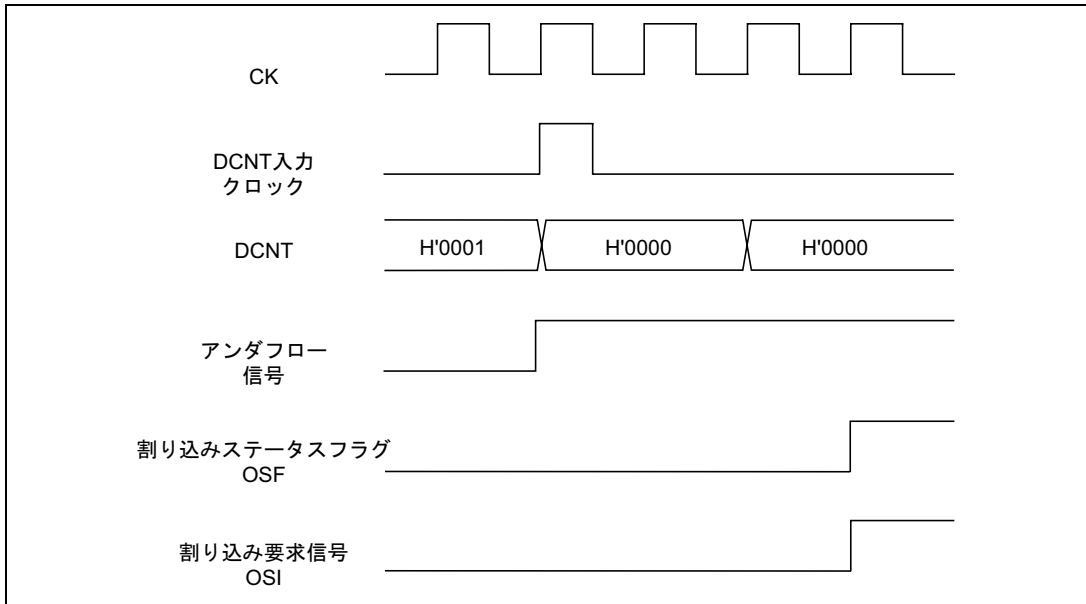 CK
DCNT入力
クロック
DCNT
H'0001
H'0000
H'0000
アンダフロー
信号
割り込みステータスフラグ
OSF
割り込み要求信号
OSI